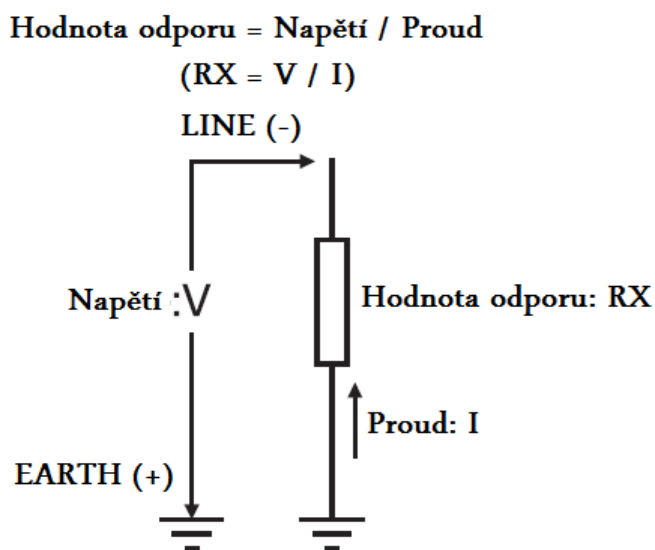 Hodnota odporu = Napětí / Proud
(RX = V / I)
LINE (-)
Napětí :V
Hodnota odporu: RX
Proud: I
EARTH (+)